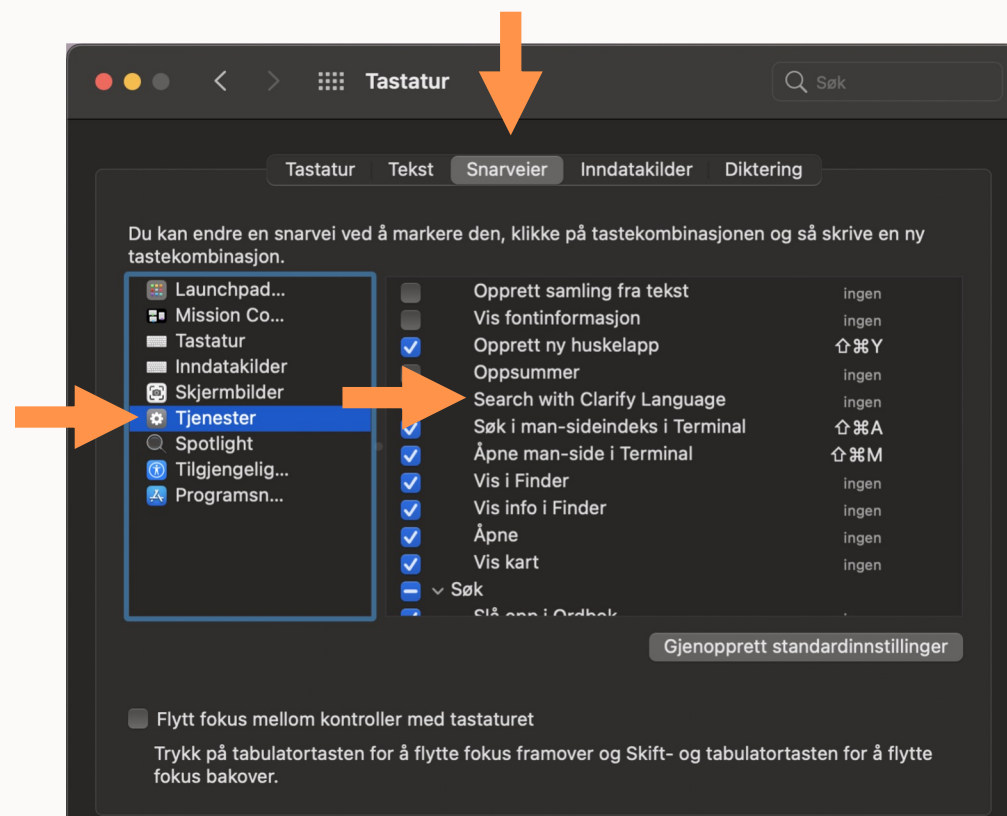 Tastatur
Søk
Tastatur Tekst Snarveier Inndatakilder Diktering
Du kan endre en snarvei ved å markere den, klikke på tastekombinasjonen og så skrive en ny
tastekombinasjon.
Launchpad...
Mission Co...
Tastatur
Inndatakilder
Skjermbilder
Tjenester
Spotlight
Tilgjengelig...
Programsn...
Opprett samling fra tekst ingen
Vis fontinformasjon ingen
Opprett ny huskelapp ⇧⌘Y
Oppsummer ingen
Search with Clarify Language ingen
Søk i man-sideindeks i Terminal ⇧⌘A
Åpne man-side i Terminal ⇧⌘M
Vis i Finder ingen
Vis info i Finder ingen
Åpne ingen
Vis kart ingen
Søk
Slå opp i Ordbok
Gjenopprett standardinnstillinger
Flytt fokus mellom kontroller med tastaturet
Trykk på tabulatortasten for å flytte fokus framover og Skift- og tabulatortasten for å flytte
fokus bakover.